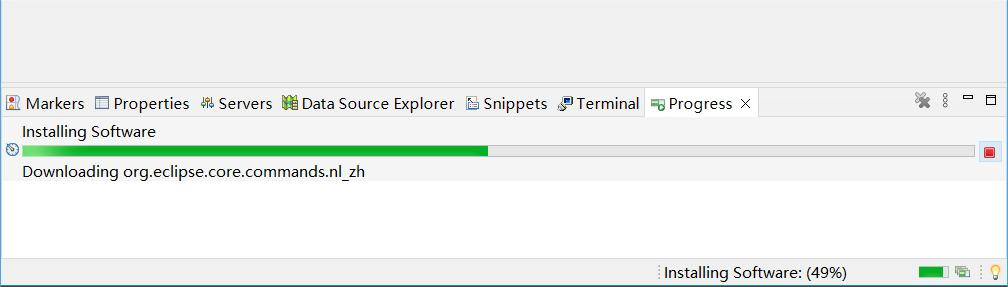 Markers Properties Servers Data Source Explorer Snippets Terminal Progress
Installing Software
Downloading org.eclipse.core.commands.nl_zh
Installing Software: (49%)